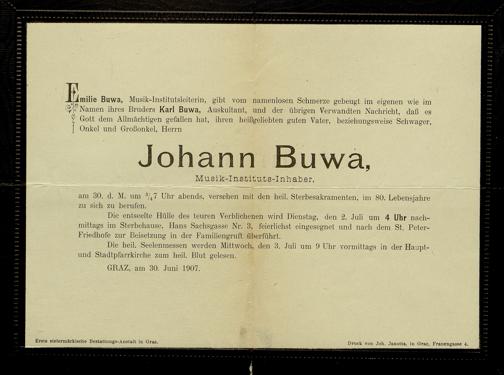 Emilie Buwa, Musik-Institutsleiterin, gibt vom namenlosen Schmerze gebeugt im eigenen wie im
Namen ihres Bruders Karl Buwa, Auskultant, und der übrigen Verwandten Nachricht, daß es
Gott dem Allmächtigen gefallen hat, ihren heißgeliebten guten Vater, beziehungsweise Schwager,
Onkel und Großonkel, Herrn
Johann Buwa,
Musik-Instituts-Inhaber,
am 30. d. M. um ¾7 Uhr abends, versehen mit den heil. Sterbesakramenten, im 80. Lebensjahre
zu sich zu berufen.
Die entseelte Hülle des teuren Verblichenen wird Dienstag, den 2. Juli um 4 Uhr nach-
mittags im Sterbehause, Hans Sachsgasse Nr. 3, feierlichst eingesegnet und nach dem St. Peter-
Friedhofe zur Beisetzung in der Familiengruft überführt.
Die heil. Seelenmessen werden Mittwoch, den 3. Juli um 9 Uhr vormittags in der Haupt-
und Stadtpfarrkirche zum heil. Blut gelesen.
GRAZ, am 30. Juni 1907.
Erste steiermärkische Bestattungs-Anstalt in Graz.
Druck von Joh. Janotta, in Graz, Frauengasse 4.